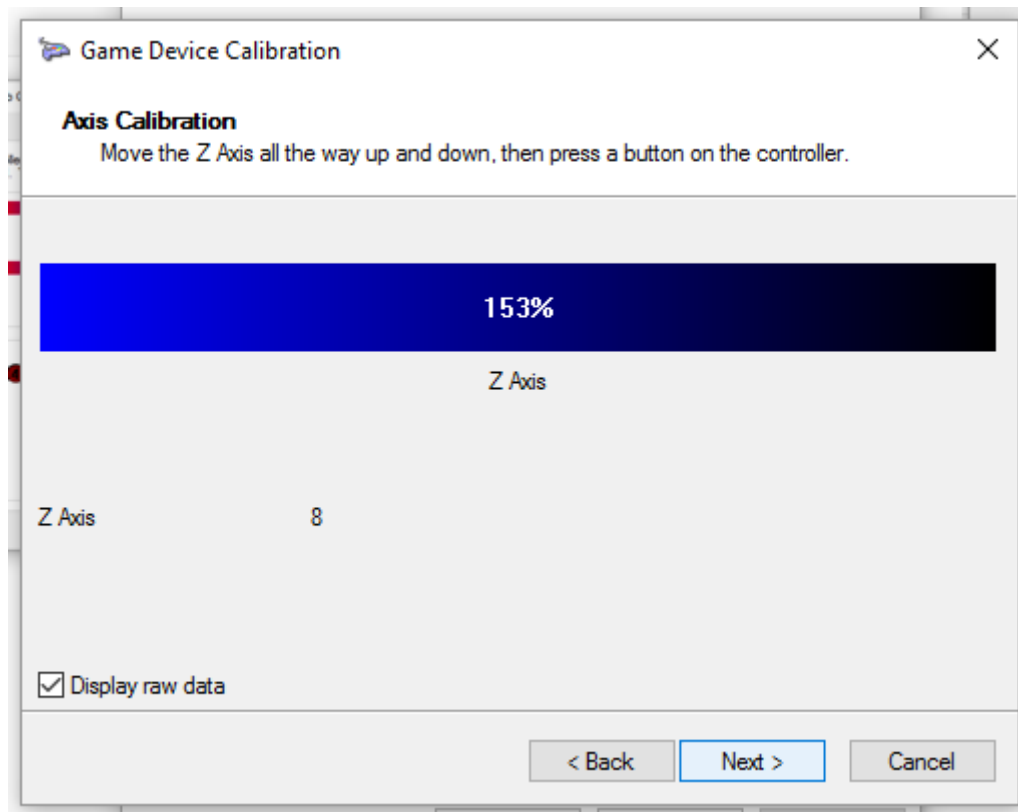 Game Device Calibration
Axis Calibration
Move the Z Axis all the way up and down, then press a button on the controller.
153%
Z Axis
Z Axis 8
Display raw data
< Back Next > Cancel